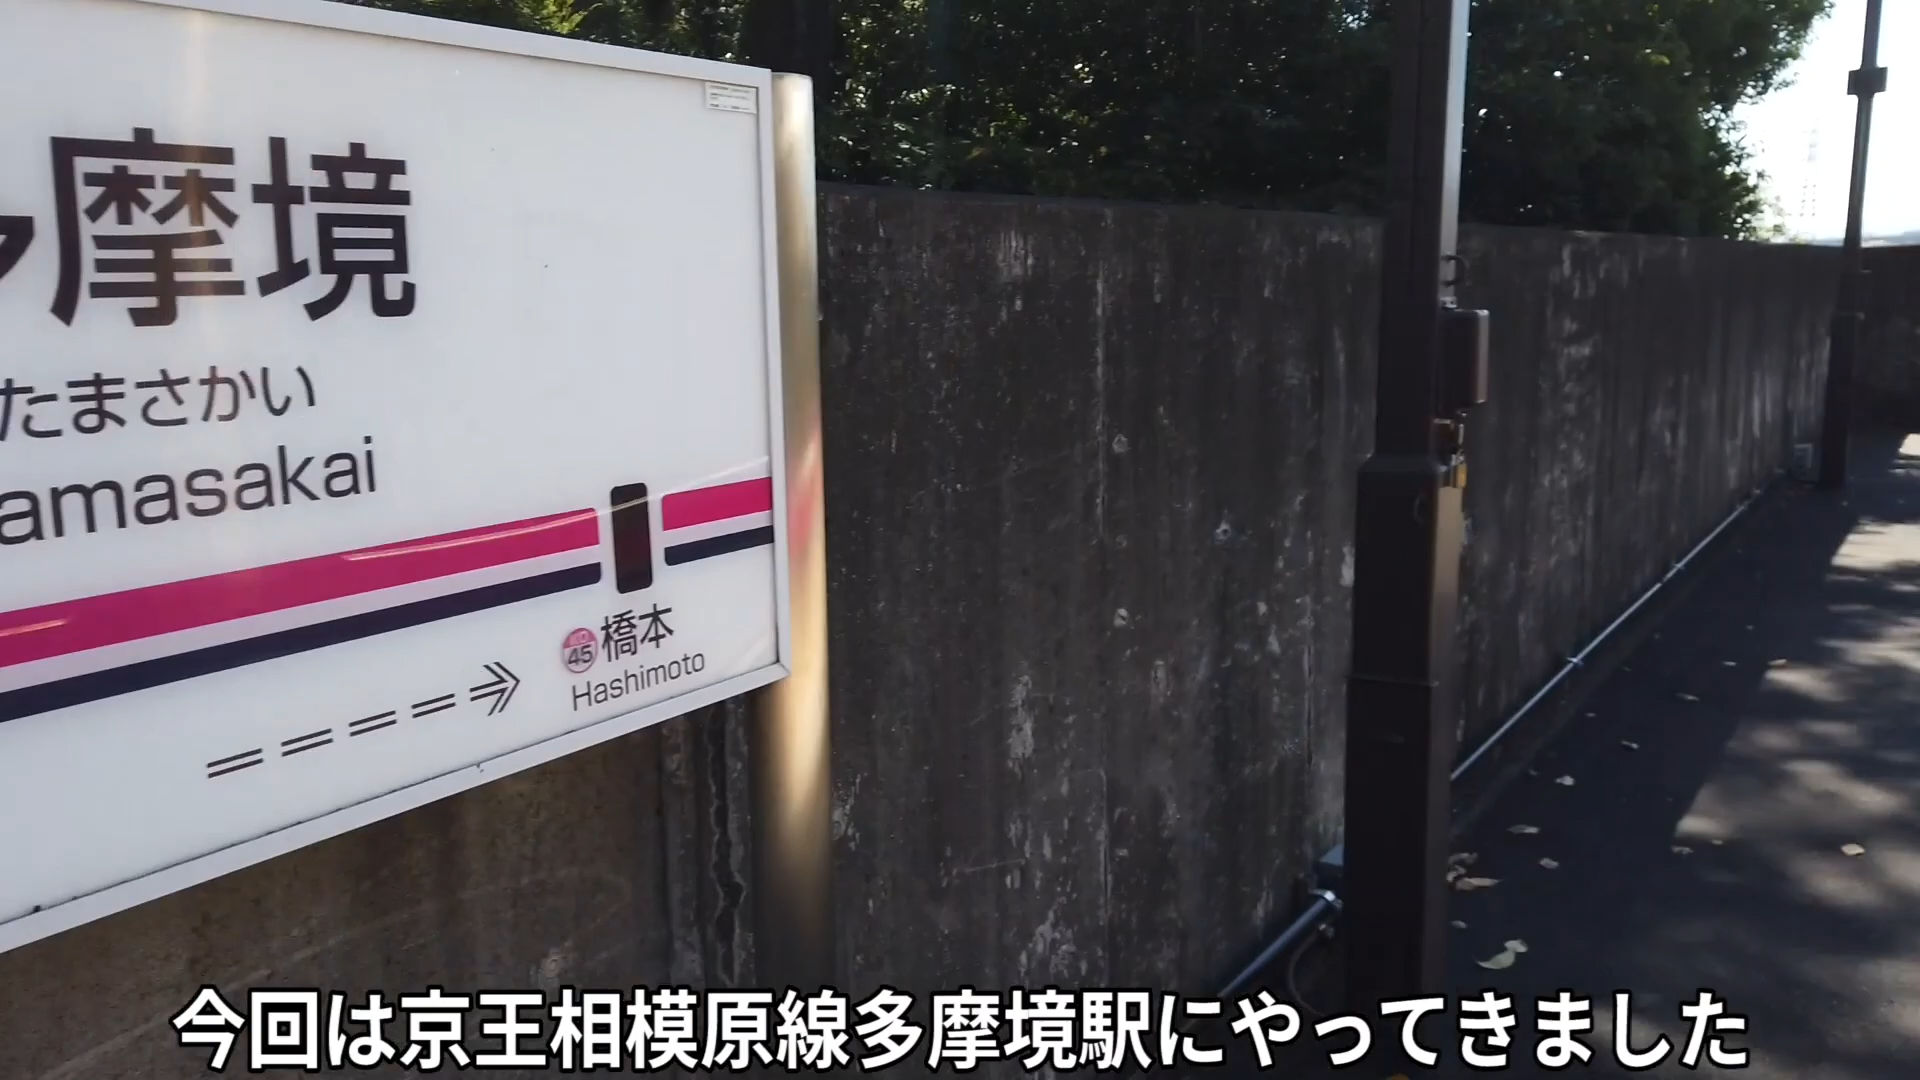 多摩境
たまさかい
amasakai
45 橋本
Hashimoto
今回は京王相模原線多摩境駅にやってきました